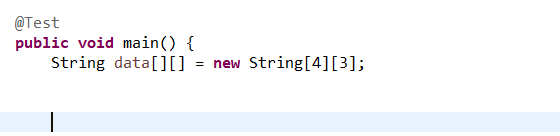 @Test
public void main() {
    String data[][] = new String[4][3];